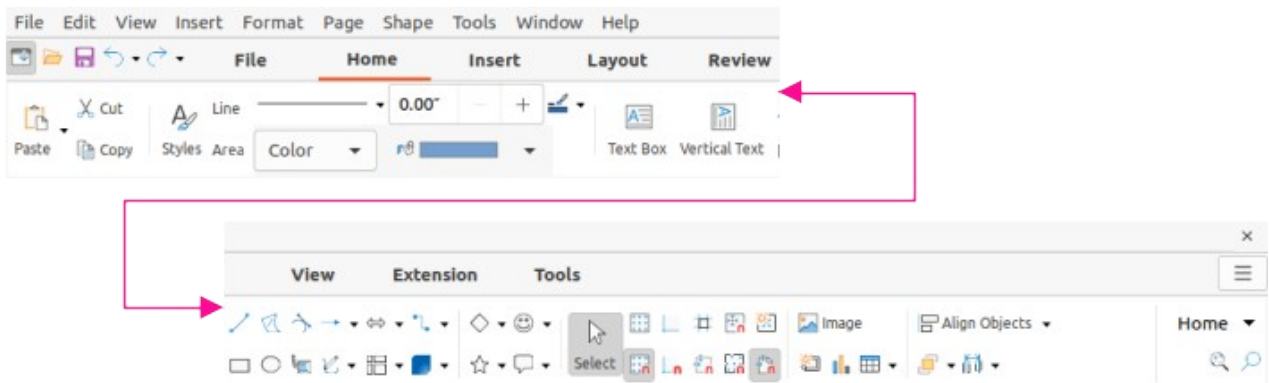 File Edit View Insert Format Page Shape Tools Window Help
File Home Insert Layout Review
Cut Line 0.00"
Paste Copy Styles Area Color Text Box Vertical Text
View Extension Tools
Image Align Objects Home
Select